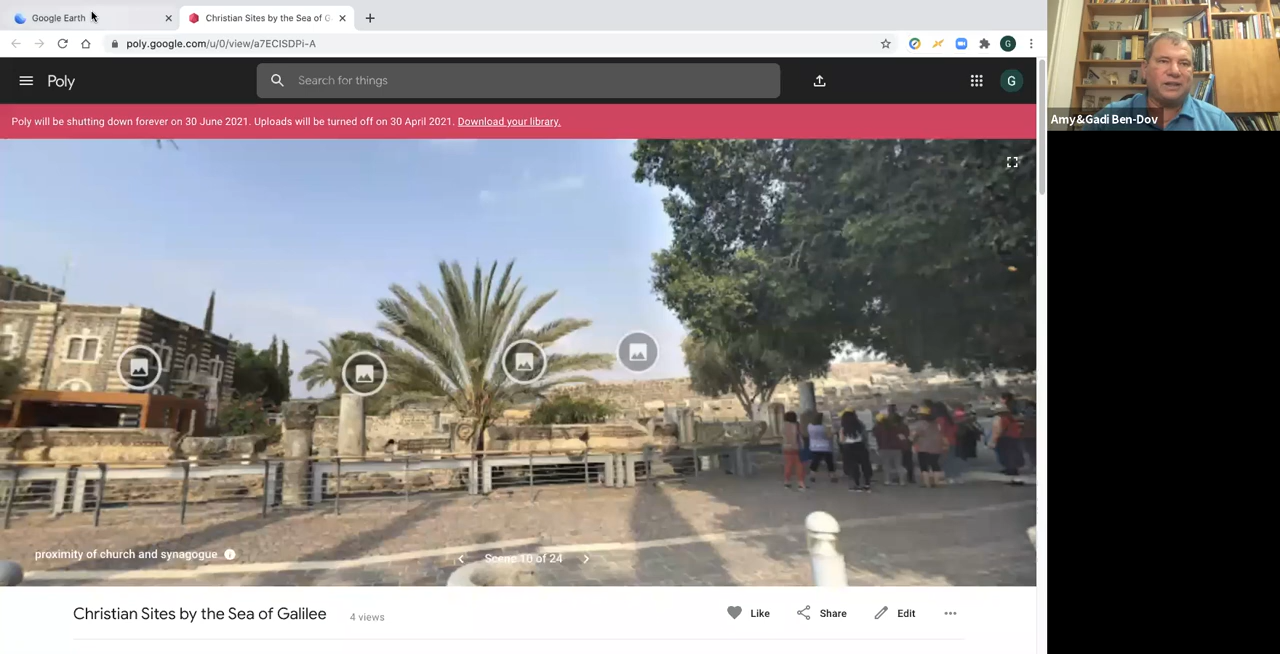 Google Earth
Christian Sites by the Sea of G
poly.google.com/u/0/view/a7ECISDPi-A
G
Poly
Search for things
G
Poly will be shutting down forever on 30 June 2021. Uploads will be turned off on 30 April 2021. Download your library.
Amy&Gadi Ben-Dov
proximity of church and synagogue
Scene 10 of 24
Christian Sites by the Sea of Galilee
4 views
Like
Share
Edit